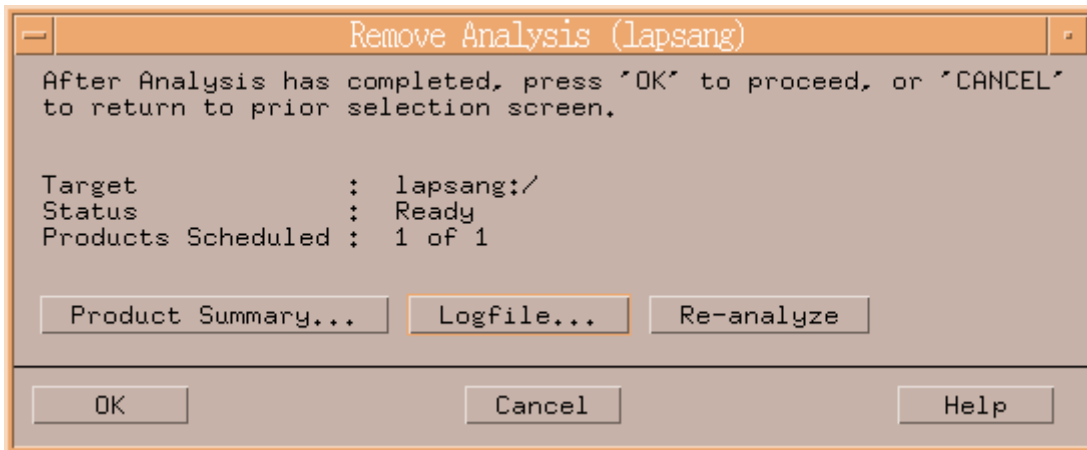 Remove Analysis (lapsang)
After Analysis has completed, press ´OK´ to proceed, or ´CANCEL´
to return to prior selection screen.
Target : lapsang:/
Status : Ready
Products Scheduled : 1 of 1
Product Summary... Logfile... Re-analyze
OK Cancel Help